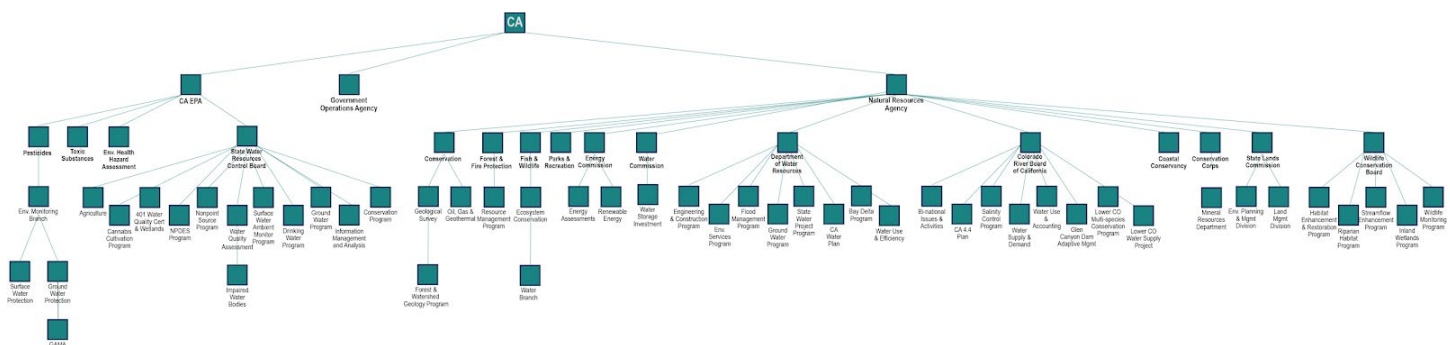 CA
CA EPA
Government
Operations Agency
Natural Resources
Agency
Pesticides
Toxic
Substances
Env. Health
Hazard
Assessment
State Water
Resources
Control Board
Conservation
Forest &
Fire Protection
Fish &
Wildlife
Parks &
Recreation
Energy
Commission
Water
Commission
Department
of Water
Resources
Colorado
River Board
of California
Coastal
Conservancy
Conservation
Corps
State Lands
Commission
Wildlife
Conservation
Board
Env. Monitoring
Branch
Agriculture
Cannabis
Cultivation
Program
401 Water
Quality Cert
& Wetlands
NPDES
Program
Nonpoint
Source
Program
Water
Quality
Assessment
Surface
Water
Ambient
Monitor
Program
Drinking
Water
Program
Ground
Water
Program
Information
Management
and Analysis
Conservation
Program
Geological
Survey
Oil, Gas &
Geothermal
Resource
Management
Program
Ecosystem
Conservation
Energy
Assessments
Renewable
Energy
Water
Storage
Investment
Engineering
& Construction
Program
Env.
Services
Program
Flood
Management
Program
Ground
Water
Program
State
Water
Project
Program
CA
Water
Plan
Bay Delta
Program
Water Use
& Efficiency
Bi-national
Issues &
Activities
CA 4.4
Plan
Salinity
Control
Program
Water
Supply &
Demand
Water Use
&
Accounting
Glen
Canyon Dam
Adaptive Mgmt
Lower CO
Multi-species
Conservation
Program
Lower CO
Water Supply
Project
Mineral
Resources
Department
Env. Planning
& Mgmt
Division
Land
Mgmt
Division
Habitat
Enhancement
& Restoration
Program
Riparian
Habitat
Program
Streamflow
Enhancement
Program
Inland
Wetlands
Program
Wildlife
Monitoring
Program
Surface
Water
Protection
Ground
Water
Protection
Impaired
Water
Bodies
Forest &
Watershed
Geology Program
Water
Branch
GAMA